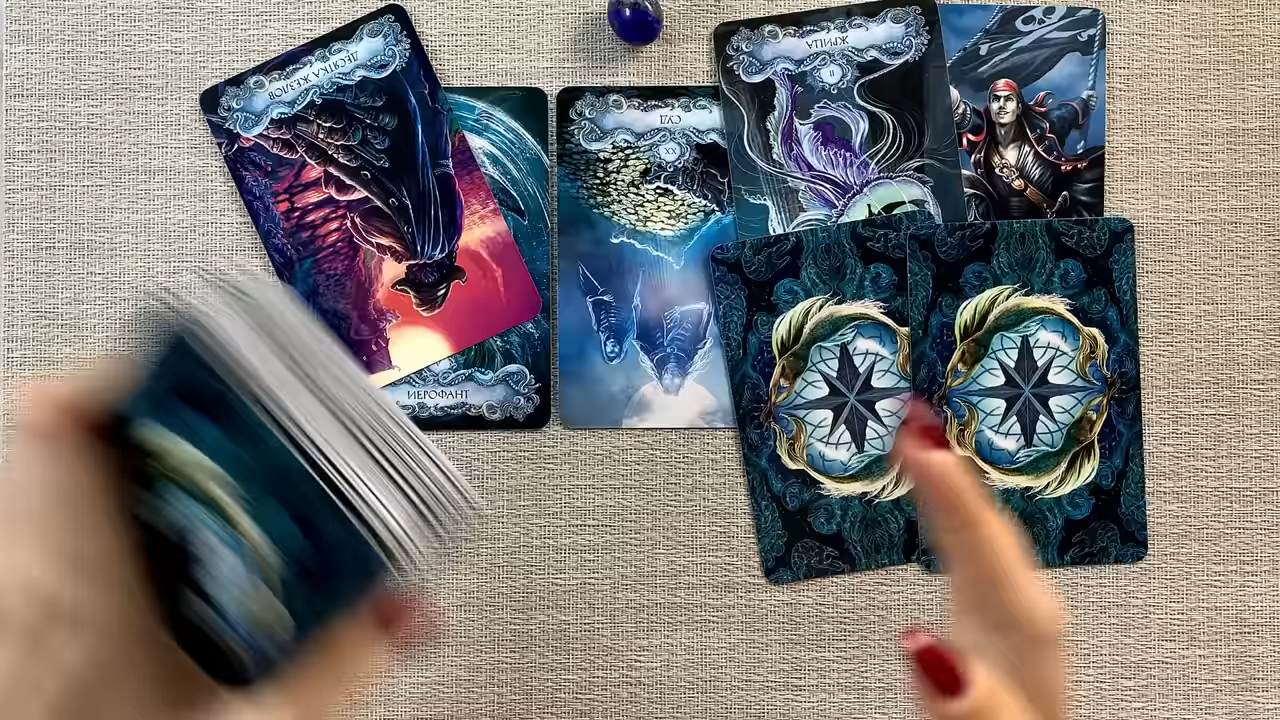 ДЕСЯТКА ЖЕЗЛОВ
ИЕРОФАНТ
СУД
XX
ЖРИЦА
II